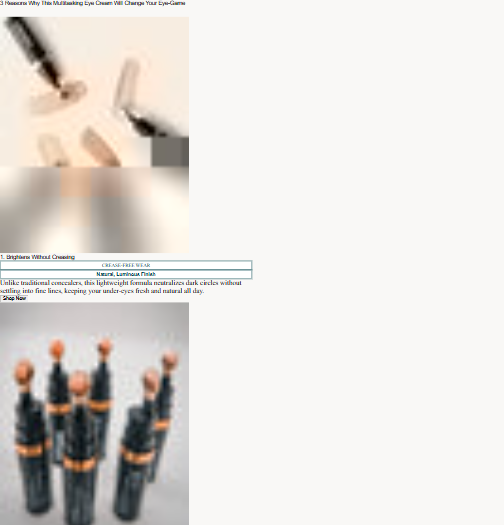 3 Reasons Why This Multitasking Eye Cream Will Change Your Eye-Game
1. Brightens Without Creasing
CREASE-FREE WEAR
Natural, Luminous Finish
Unlike traditional concealers, this lightweight formula neutralizes dark circles without
settling into fine lines, keeping your under-eyes fresh and natural all day.
Shop Now